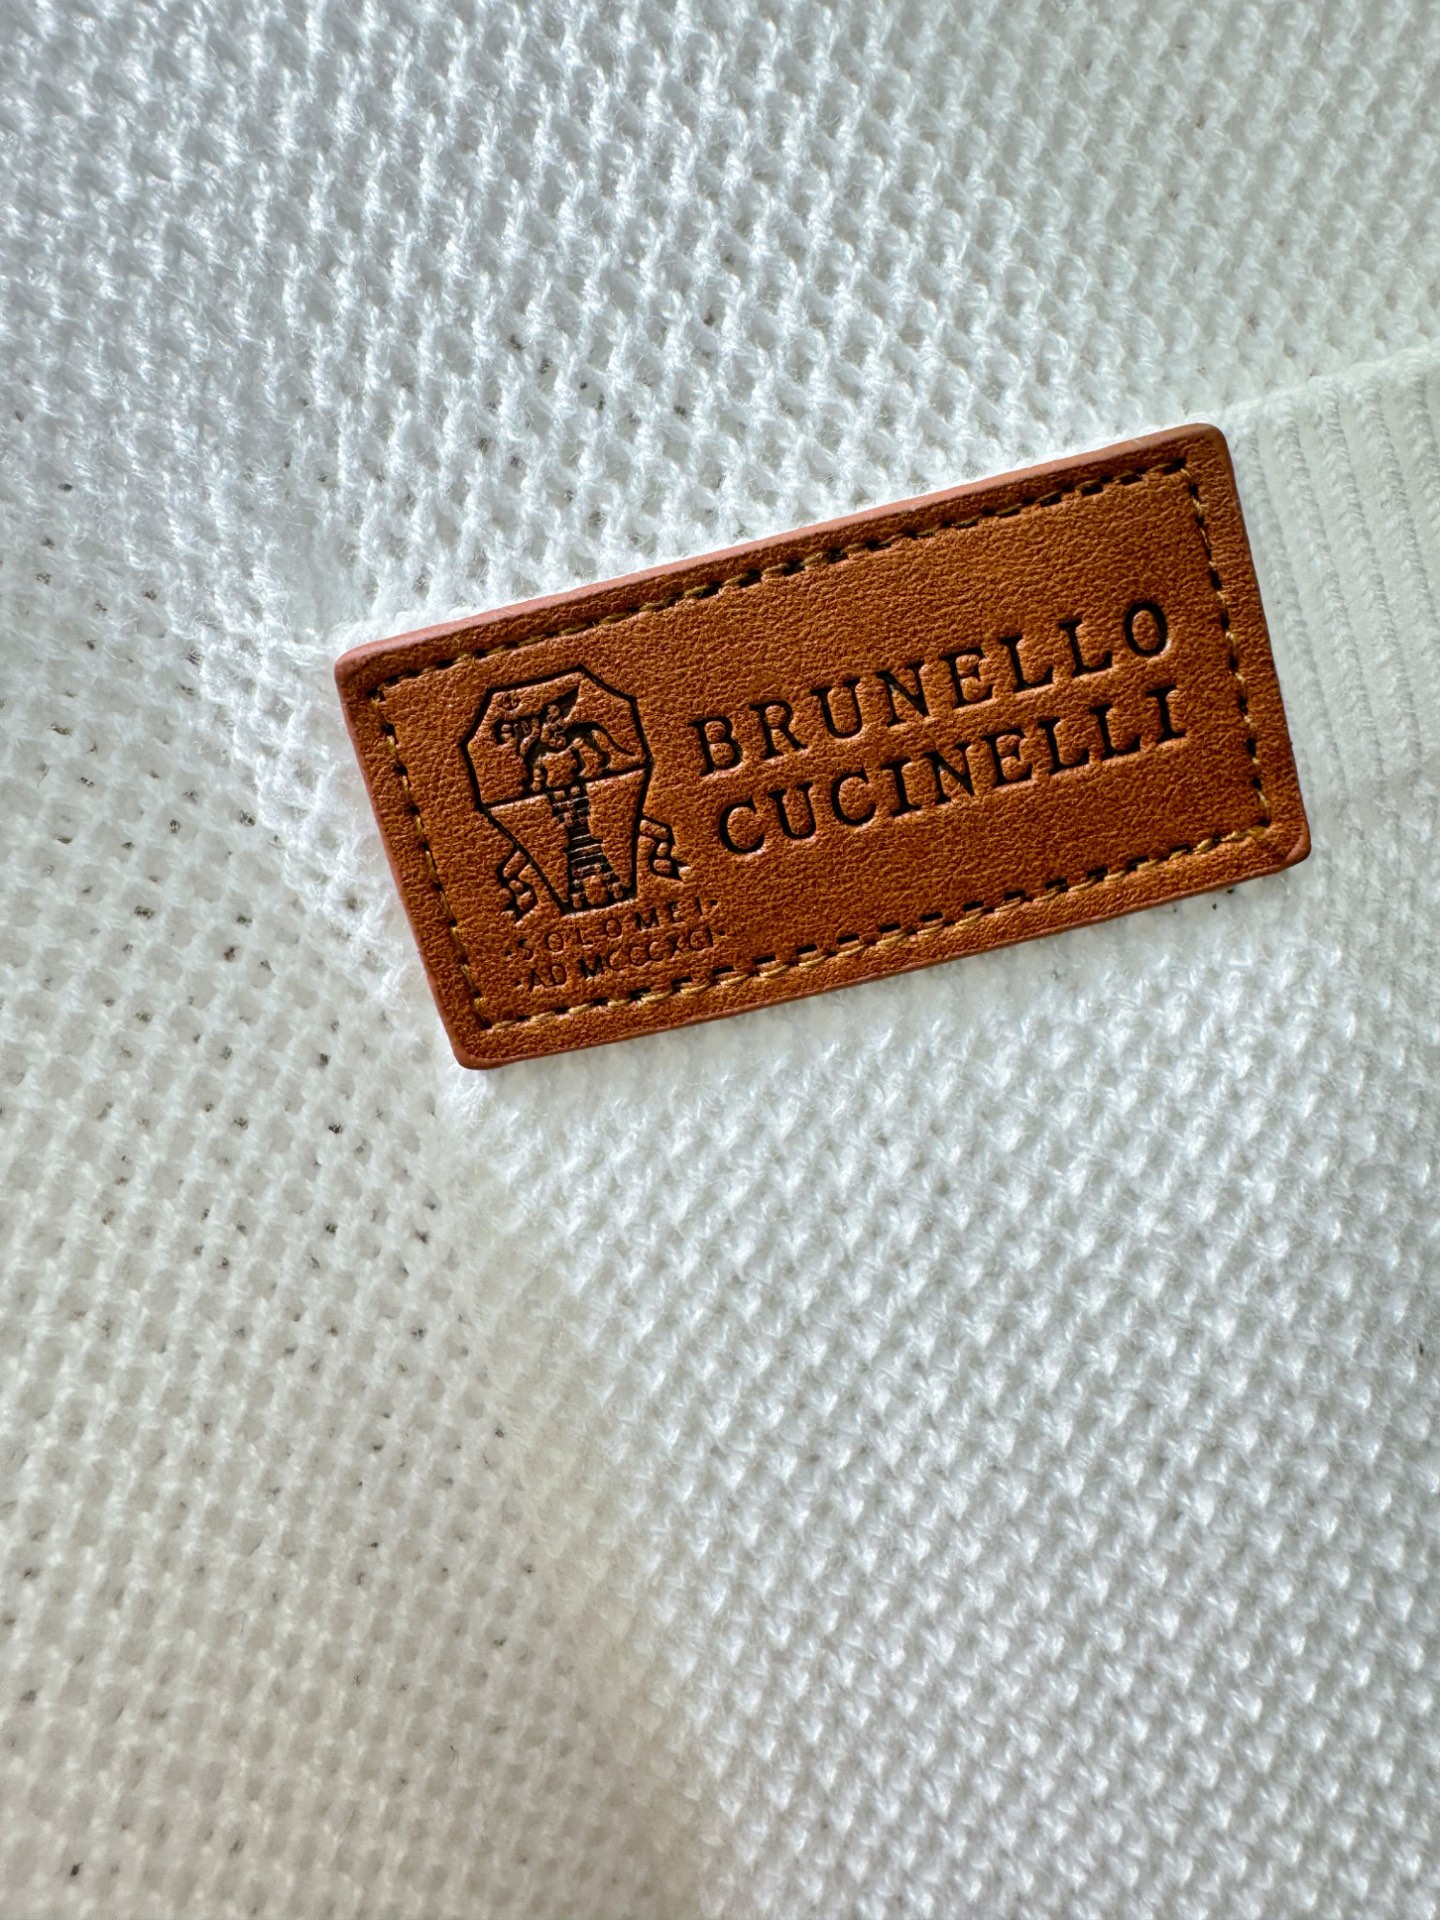 BRUNELLO
CUCINELLI
·SOLOMEI·
·AD MCCCXCI·